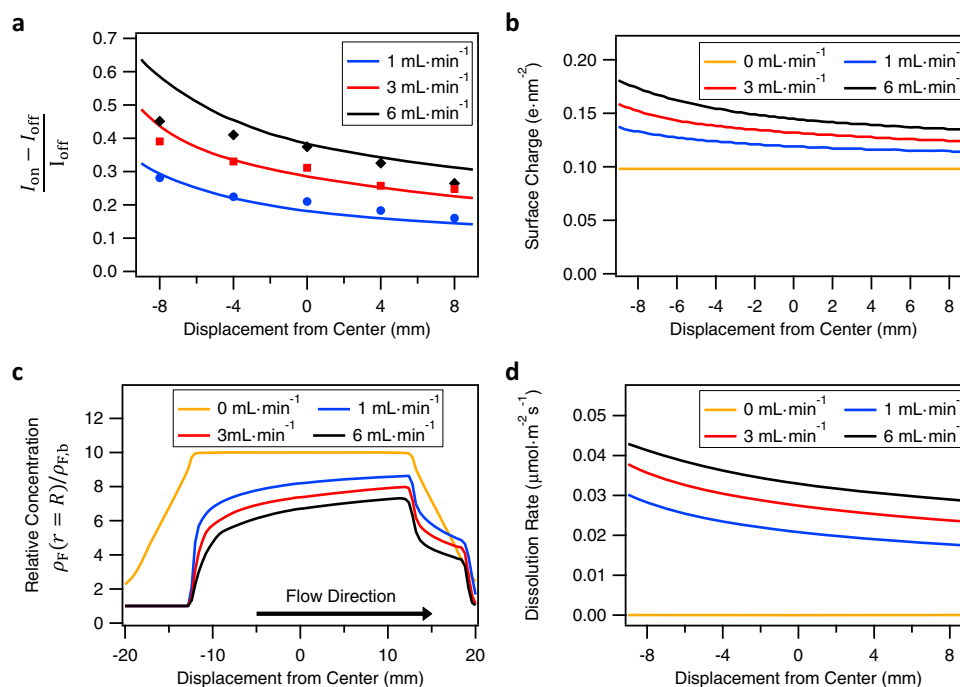 a
0.7
0.6
0.5
0.4
0.3
0.2
0.1
0.0
I_on − I_off
I_off
1 mL·min⁻¹
3 mL·min⁻¹
6 mL·min⁻¹
-8 -4 0 4 8
Displacement from Center (mm)
b
0.20
0.15
0.10
0.05
0.00
Surface Charge (e·nm⁻²)
0 mL·min⁻¹ 1 mL·min⁻¹
3 mL·min⁻¹ 6 mL·min⁻¹
-8 -6 -4 -2 0 2 4 6 8
Displacement from Center (mm)
c
12
10
8
6
4
2
0
Relative Concentration
ρ_F(r = R)/ρ_F,b
0 mL·min⁻¹ 1 mL·min⁻¹
3mL·min⁻¹ 6 mL·min⁻¹
Flow Direction
-20 -10 0 10 20
Displacement from Center (mm)
d
0.05
0.04
0.03
0.02
0.01
0.00
Dissolution Rate (μmol·m⁻²s⁻¹)
0 mL·min⁻¹ 1 mL·min⁻¹
3 mL·min⁻¹ 6 mL·min⁻¹
-8 -4 0 4 8
Displacement from Center (mm)